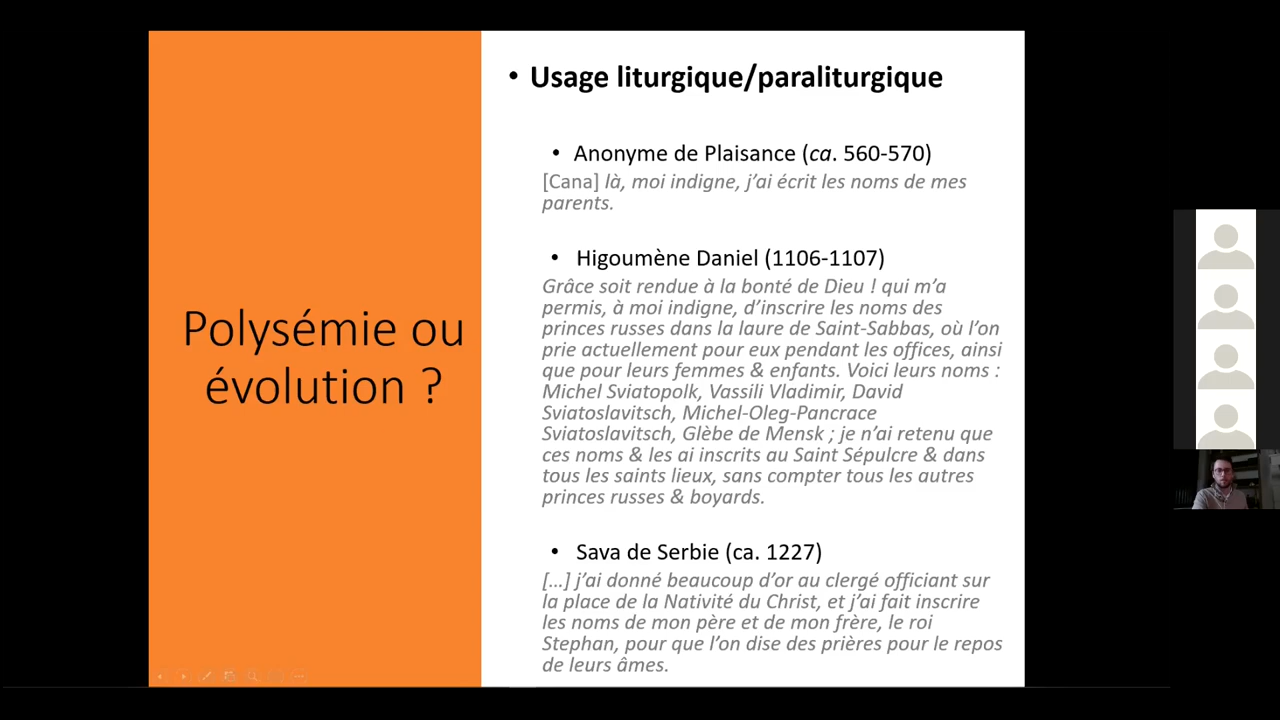 Polysémie ou
évolution ?
• Usage liturgique/paraliturgique
• Anonyme de Plaisance (ca. 560-570)
[Cana] là, moi indigne, j’ai écrit les noms de mes
parents.
• Higoumène Daniel (1106-1107)
Grâce soit rendue à la bonté de Dieu ! qui m’a
permis, à moi indigne, d’inscrire les noms des
princes russes dans la laure de Saint-Sabbas, où l’on
prie actuellement pour eux pendant les offices, ainsi
que pour leurs femmes & enfants. Voici leurs noms :
Michel Sviatopolk, Vassili Vladimir, David
Sviatoslavitsch, Michel-Oleg-Pancrace
Sviatoslavitsch, Glèbe de Mensk ; je n’ai retenu que
ces noms & les ai inscrits au Saint Sépulcre & dans
tous les saints lieux, sans compter tous les autres
princes russes & boyards.
• Sava de Serbie (ca. 1227)
[…] j’ai donné beaucoup d’or au clergé officiant sur
la place de la Nativité du Christ, et j’ai fait inscrire
les noms de mon père et de mon frère, le roi
Stephan, pour que l’on dise des prières pour le repos
de leurs âmes.